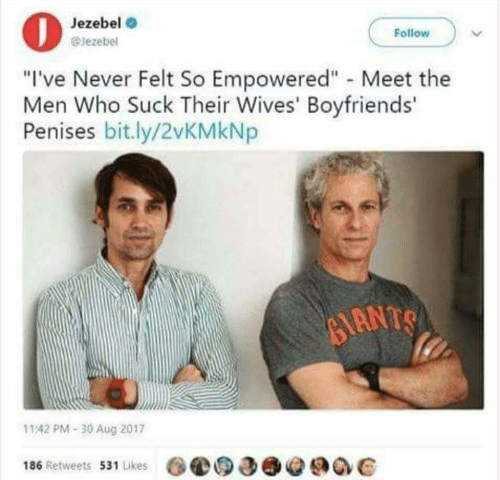 Jezebel
@Jezebel
Follow
"I've Never Felt So Empowered" - Meet the
Men Who Suck Their Wives' Boyfriends'
Penises bit.ly/2vKMkNp
GIANTS
11:42 PM - 30 Aug 2017
186 Retweets 531 Likes